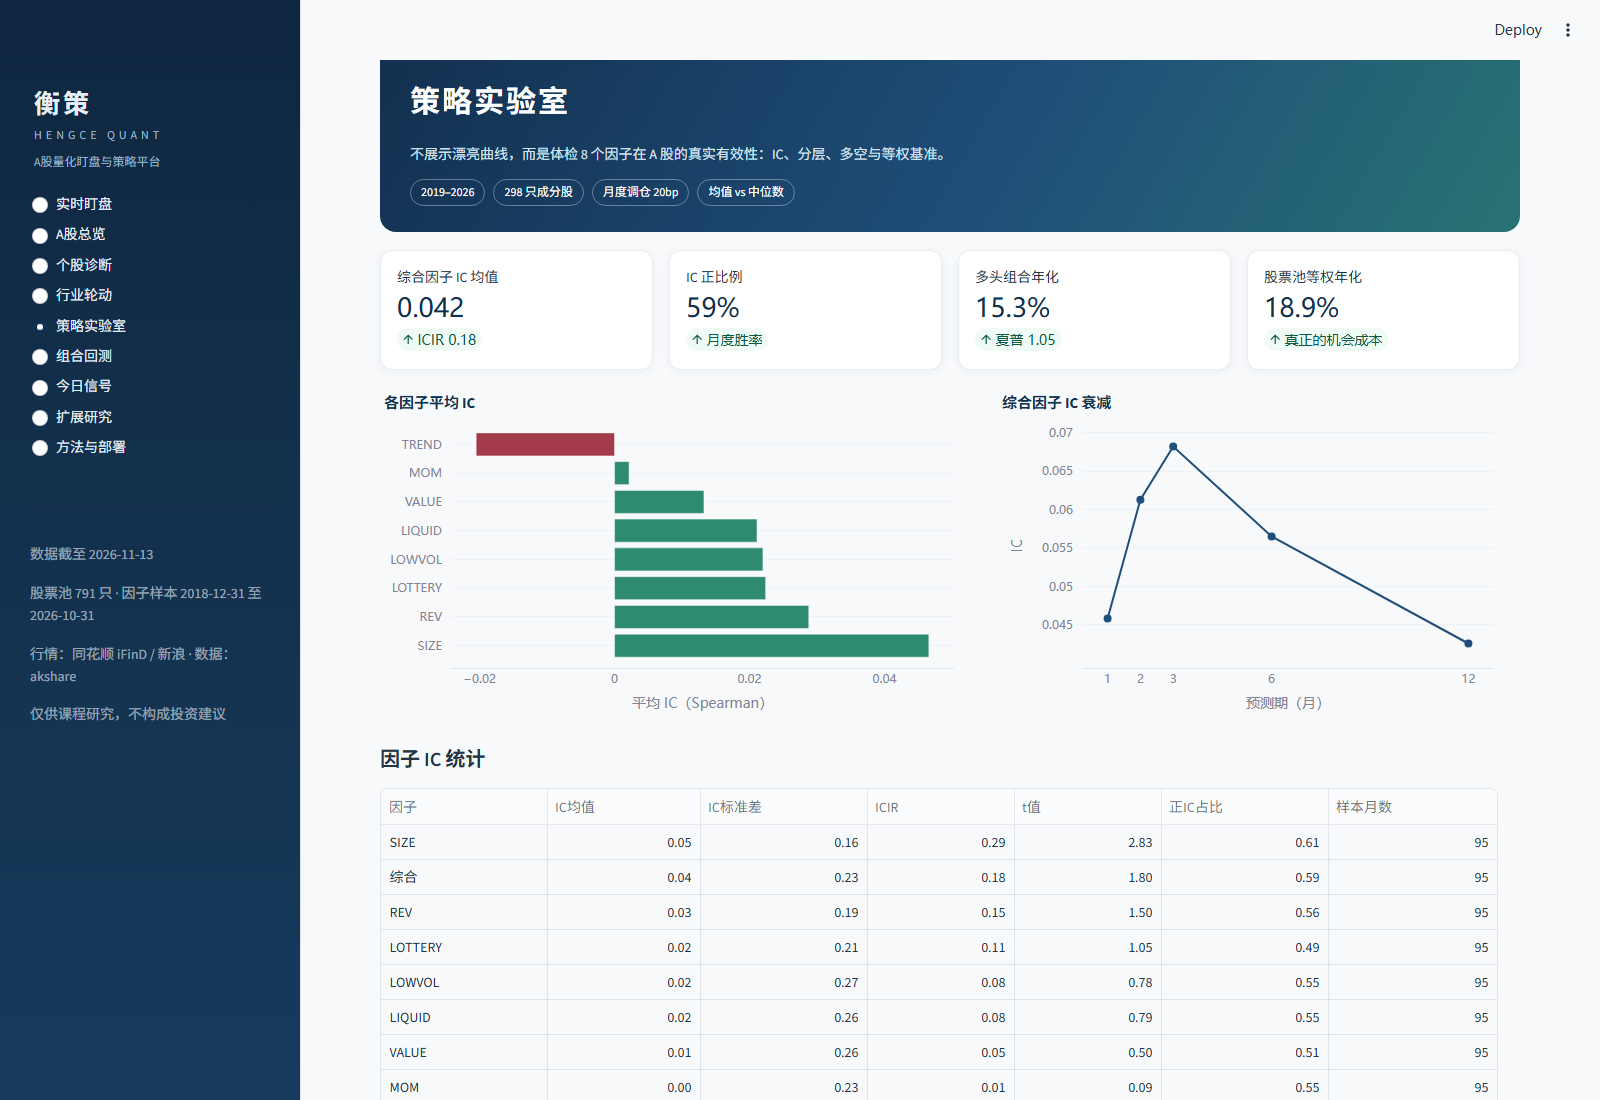 Deploy
衡策
HENGCE QUANT
A股量化盯盘与策略平台
实时盯盘
A股总览
个股诊断
行业轮动
策略实验室
组合回测
今日信号
扩展研究
方法与部署
数据截至 2026-11-13
股票池 791 只 · 因子样本 2018-12-31 至
2026-10-31
行情：同花顺 iFinD / 新浪 · 数据：
akshare
仅供课程研究，不构成投资建议
策略实验室
不展示漂亮曲线，而是体检 8 个因子在 A 股的真实有效性：IC、分层、多空与等权基准。
2019–2026 298 只成分股 月度调仓 20bp 均值 vs 中位数
综合因子 IC 均值
0.042
↑ ICIR 0.18
IC 正比例
59%
↑ 月度胜率
多头组合年化
15.3%
↑ 夏普 1.05
股票池等权年化
18.9%
↑ 真正的机会成本
各因子平均 IC
TREND
MOM
VALUE
LIQUID
LOWVOL
LOTTERY
REV
SIZE
−0.02 0 0.02 0.04
平均 IC（Spearman）
综合因子 IC 衰减
0.07
0.065
0.06
0.055
0.05
0.045
IC
1 2 3 6 12
预测期（月）
因子 IC 统计
因子 IC均值 IC标准差 ICIR t值 正IC占比 样本月数
SIZE 0.05 0.16 0.29 2.83 0.61 95
综合 0.04 0.23 0.18 1.80 0.59 95
REV 0.03 0.19 0.15 1.50 0.56 95
LOTTERY 0.02 0.21 0.11 1.05 0.49 95
LOWVOL 0.02 0.27 0.08 0.78 0.55 95
LIQUID 0.02 0.26 0.08 0.79 0.55 95
VALUE 0.01 0.26 0.05 0.50 0.51 95
MOM 0.00 0.23 0.01 0.09 0.55 95